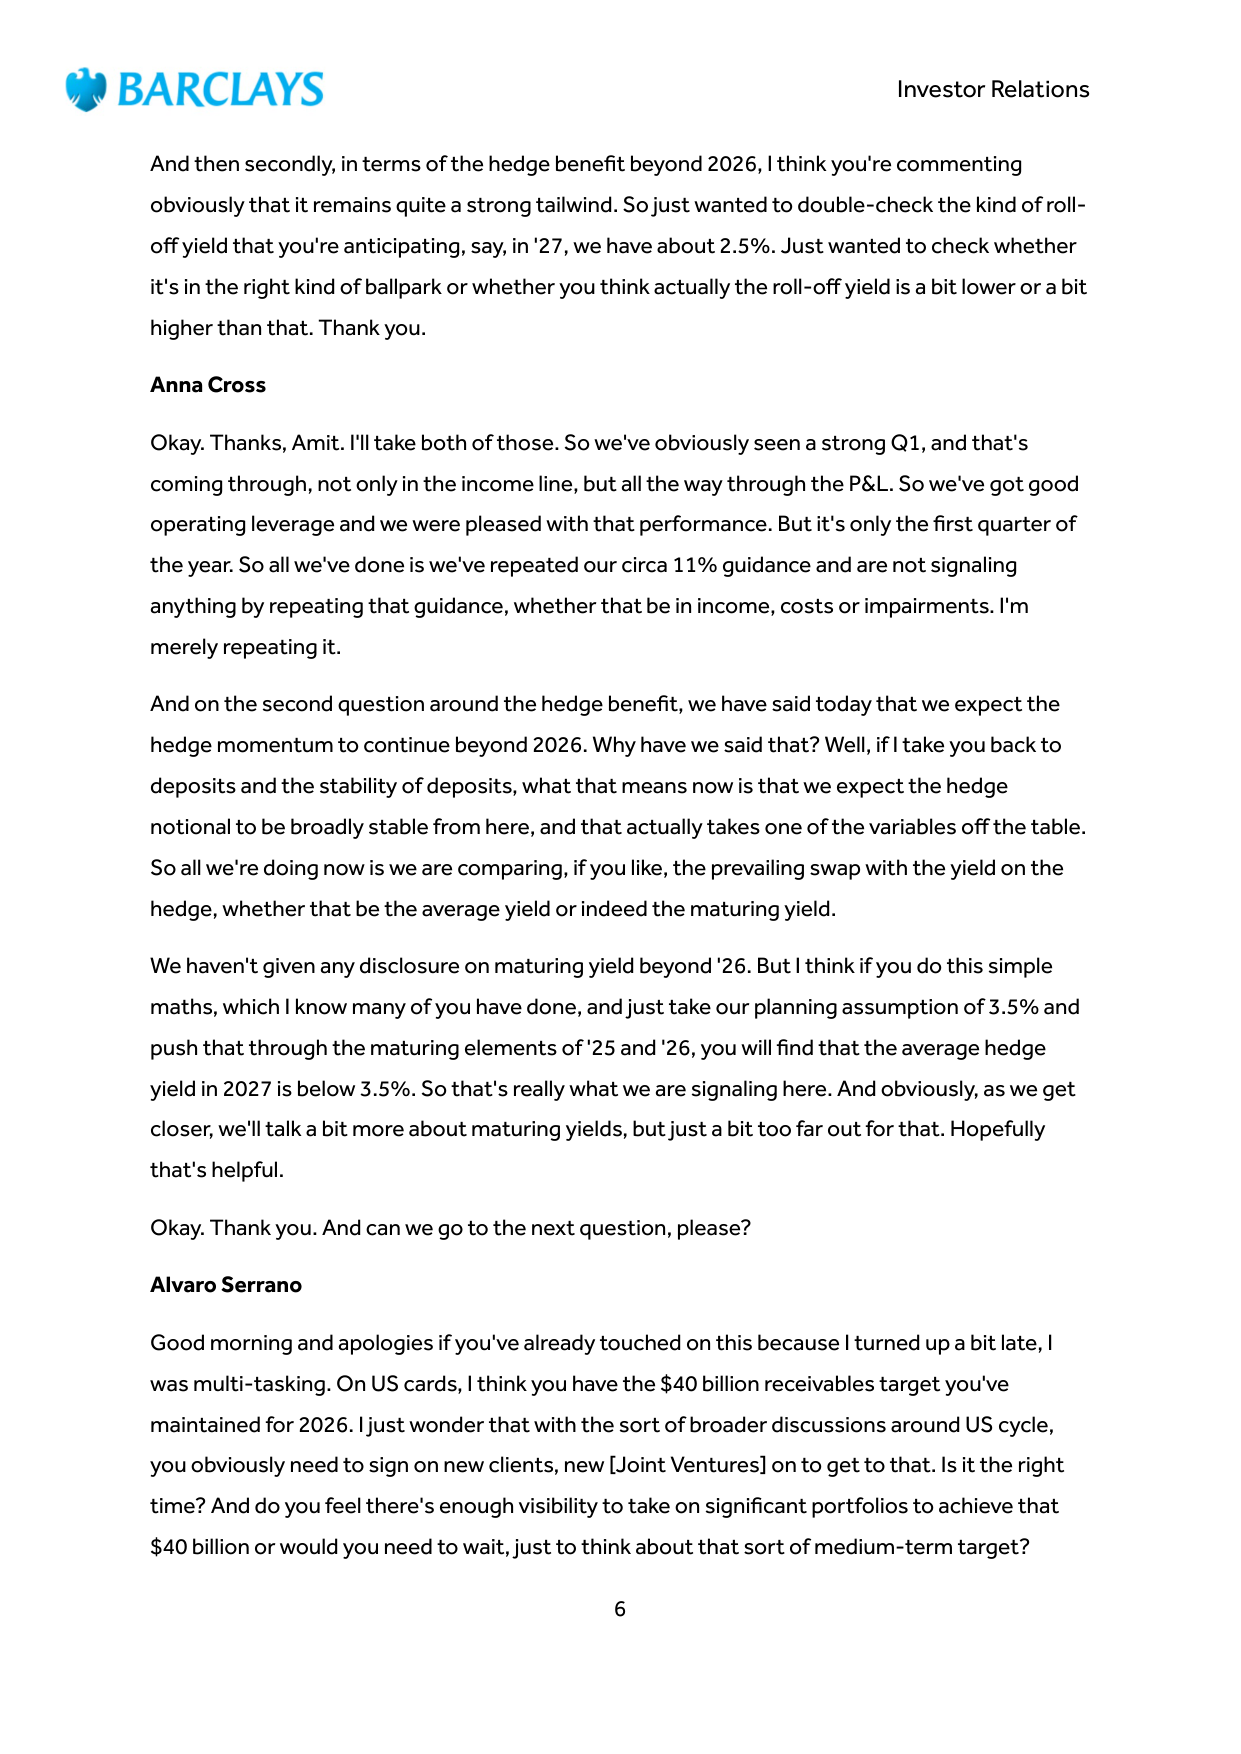 BARCLAYS
Investor Relations
And then secondly, in terms of the hedge benefit beyond 2026, I think you're commenting
obviously that it remains quite a strong tailwind. So just wanted to double-check the kind of roll-
off yield that you're anticipating, say, in '27, we have about 2.5%. Just wanted to check whether
it's in the right kind of ballpark or whether you think actually the roll-off yield is a bit lower or a bit
higher than that. Thank you.
Anna Cross
Okay. Thanks, Amit. I'll take both of those. So we've obviously seen a strong Q1, and that's
coming through, not only in the income line, but all the way through the P&L. So we've got good
operating leverage and we were pleased with that performance. But it's only the first quarter of
the year. So all we've done is we've repeated our circa 11% guidance and are not signaling
anything by repeating that guidance, whether that be in income, costs or impairments. I'm
merely repeating it.
And on the second question around the hedge benefit, we have said today that we expect the
hedge momentum to continue beyond 2026. Why have we said that? Well, if I take you back to
deposits and the stability of deposits, what that means now is that we expect the hedge
notional to be broadly stable from here, and that actually takes one of the variables off the table.
So all we're doing now is we are comparing, if you like, the prevailing swap with the yield on the
hedge, whether that be the average yield or indeed the maturing yield.
We haven't given any disclosure on maturing yield beyond '26. But I think if you do this simple
maths, which I know many of you have done, and just take our planning assumption of 3.5% and
push that through the maturing elements of '25 and '26, you will find that the average hedge
yield in 2027 is below 3.5%. So that's really what we are signaling here. And obviously, as we get
closer, we'll talk a bit more about maturing yields, but just a bit too far out for that. Hopefully
that's helpful.
Okay. Thank you. And can we go to the next question, please?
Alvaro Serrano
Good morning and apologies if you've already touched on this because I turned up a bit late, I
was multi-tasking. On US cards, I think you have the $40 billion receivables target you've
maintained for 2026. I just wonder that with the sort of broader discussions around US cycle,
you obviously need to sign on new clients, new [Joint Ventures] on to get to that. Is it the right
time? And do you feel there's enough visibility to take on significant portfolios to achieve that
$40 billion or would you need to wait, just to think about that sort of medium-term target?
6